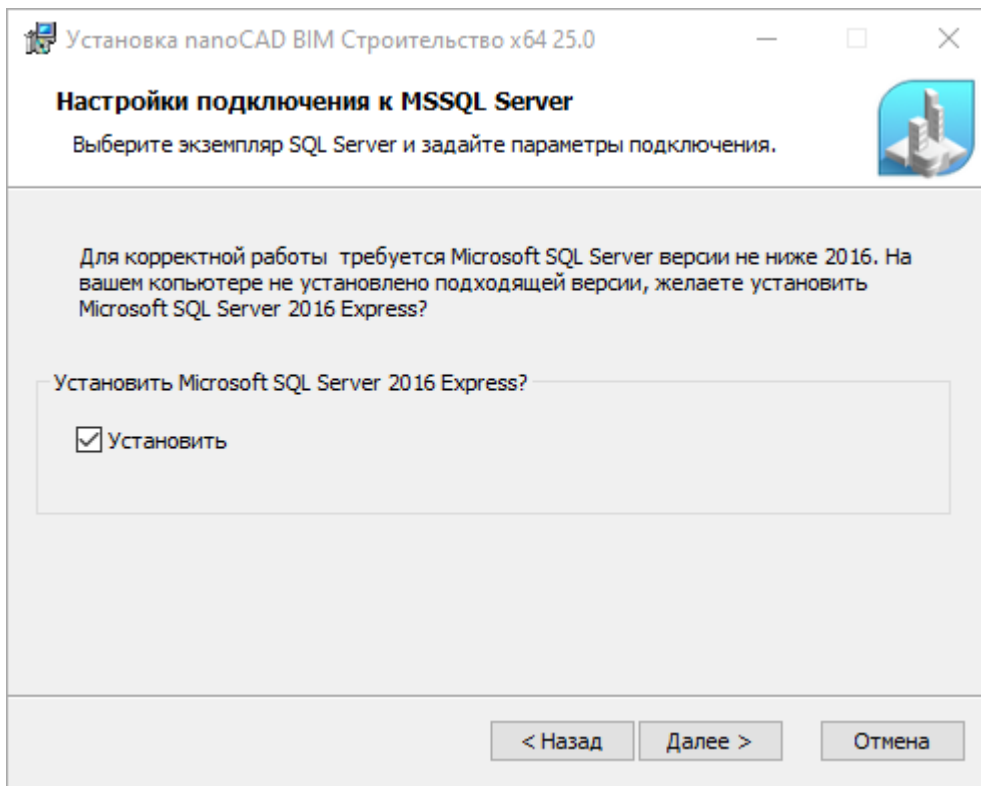 Установка nanoCAD BIM Строительство x64 25.0
Настройки подключения к MSSQL Server
Выберите экземпляр SQL Server и задайте параметры подключения.
Для корректной работы  требуется Microsoft SQL Server версии не ниже 2016. На
вашем копьютере не установлено подходящей версии, желаете установить
Microsoft SQL Server 2016 Express?
Установить Microsoft SQL Server 2016 Express?
Установить
< Назад
Далее >
Отмена